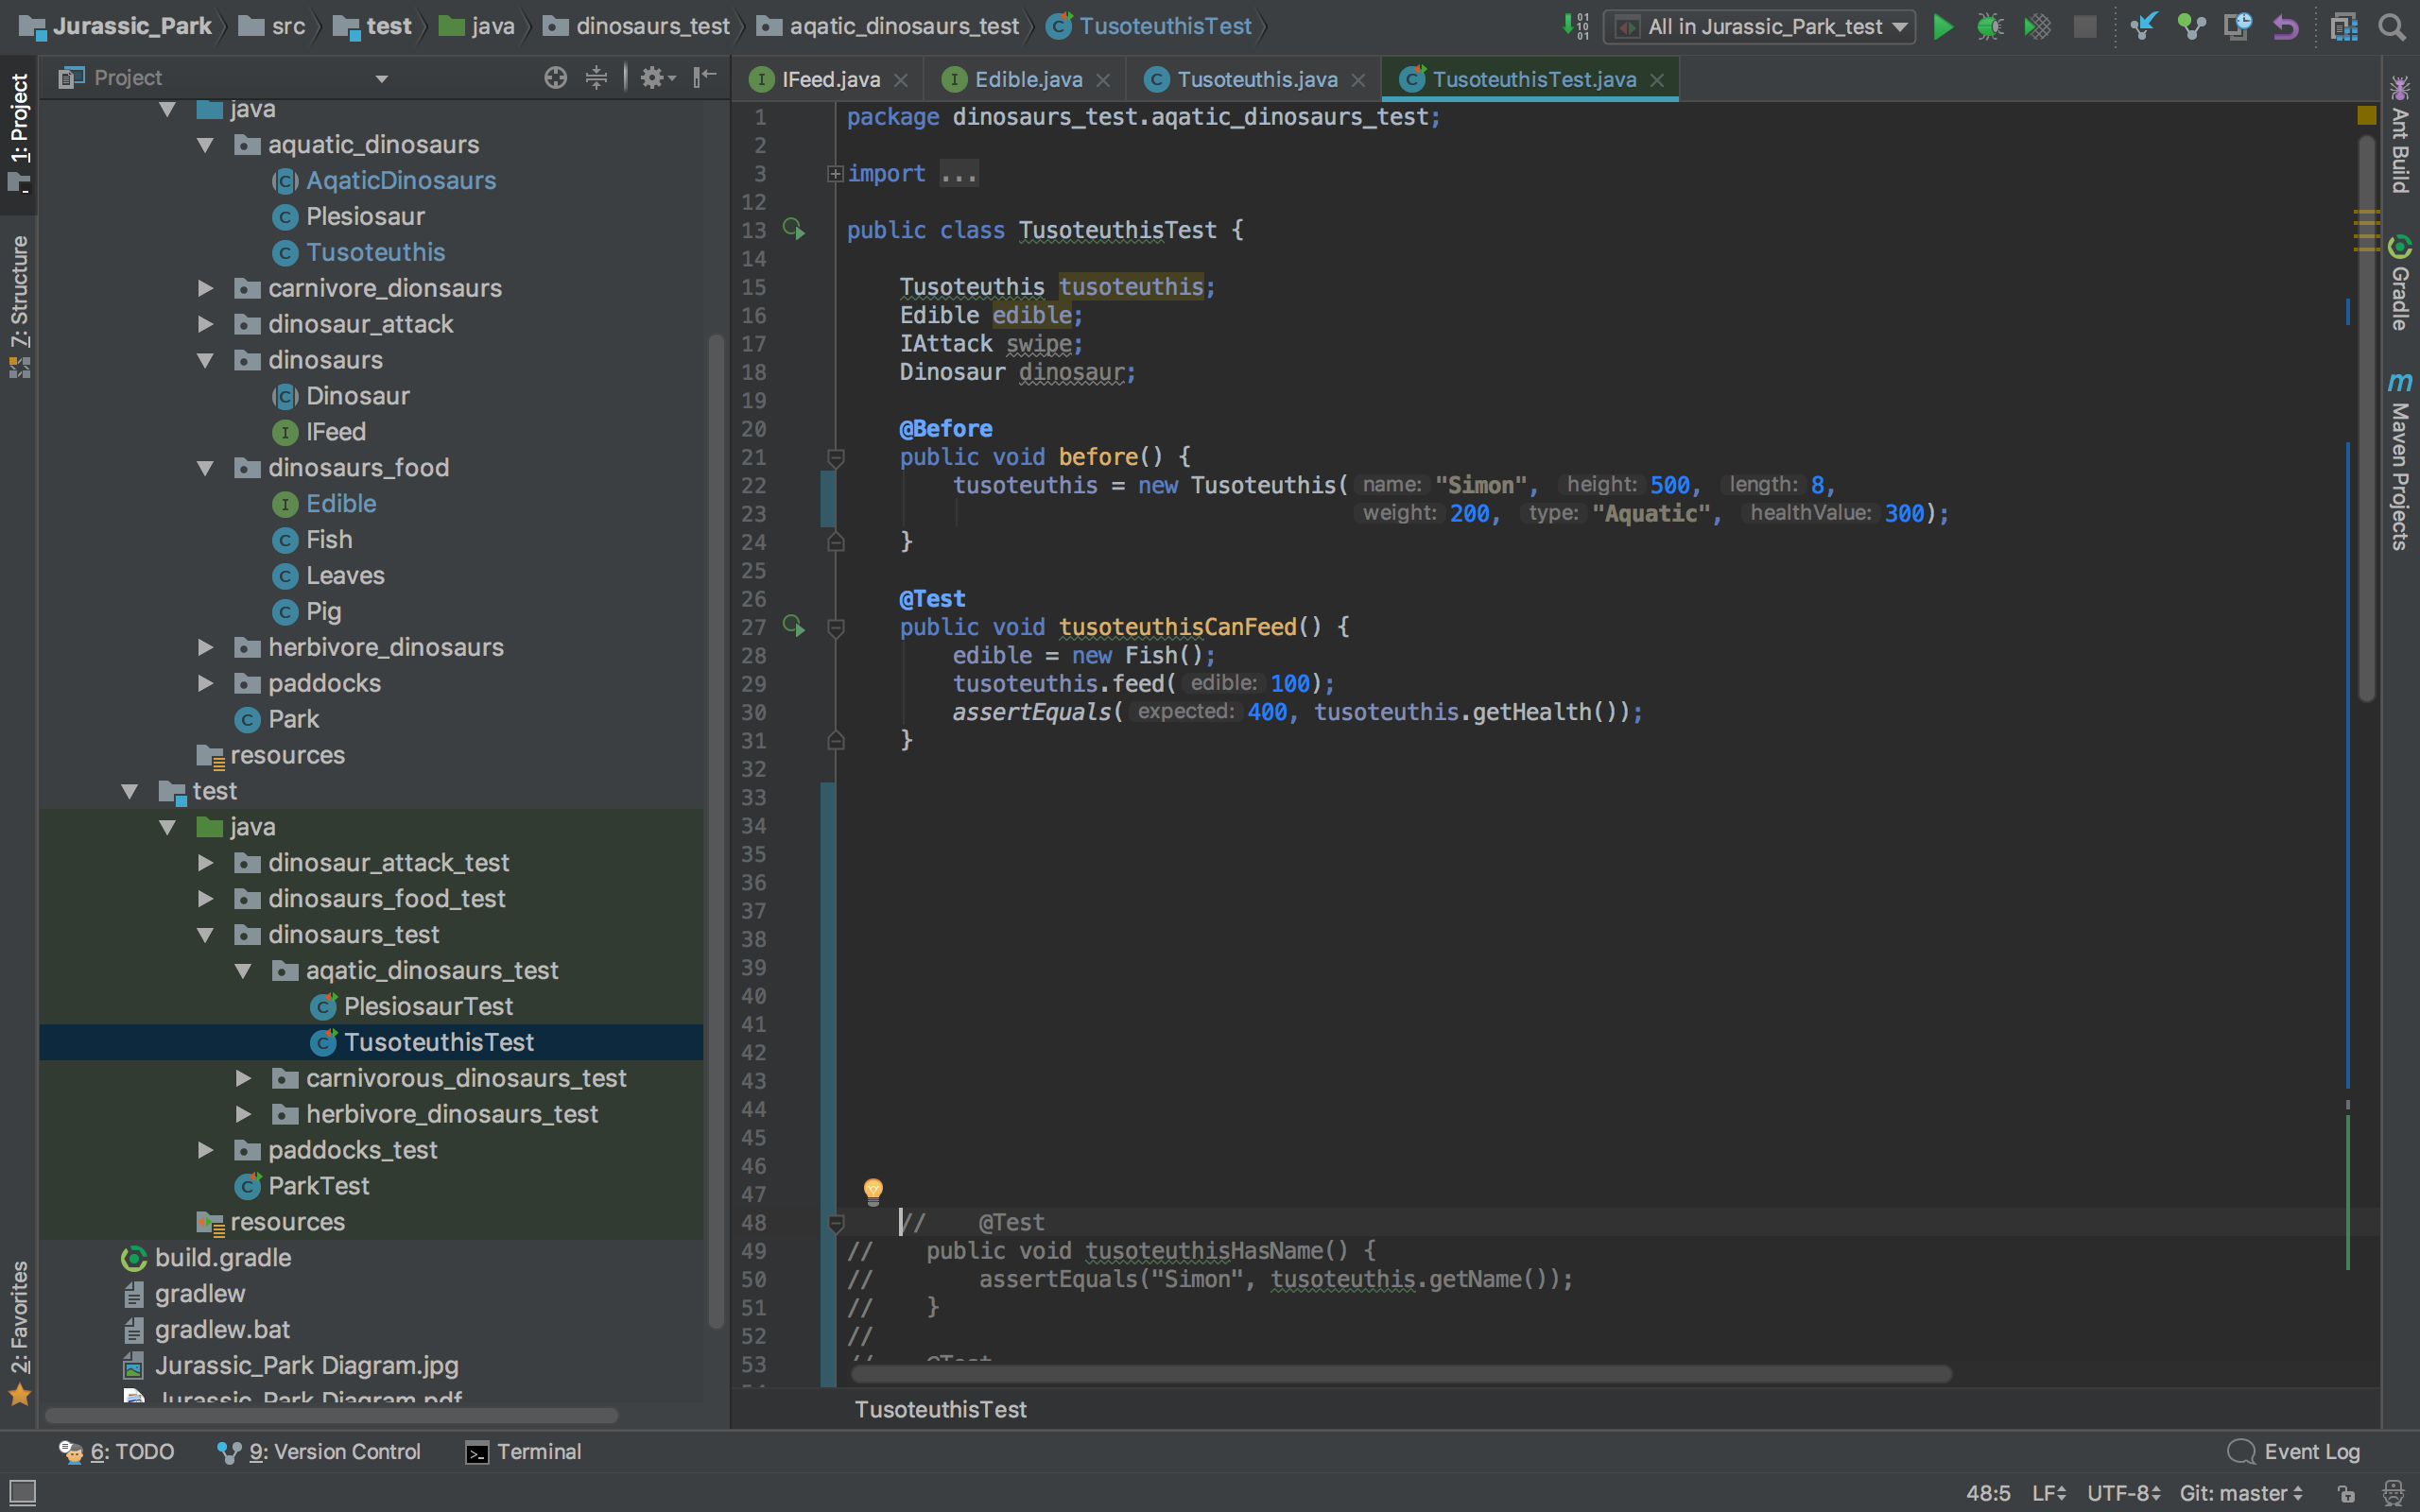 Jurassic_Park src test java dinosaurs_test aqatic_dinosaurs_test TusoteuthisTest All in Jurassic_Park_test
Project
IFeed.java Edible.java Tusoteuthis.java TusoteuthisTest.java
1: Project
7: Structure
2: Favorites
java
aquatic_dinosaurs
AqaticDinosaurs
Plesiosaur
Tusoteuthis
carnivore_dionsaurs
dinosaur_attack
dinosaurs
Dinosaur
IFeed
dinosaurs_food
Edible
Fish
Leaves
Pig
herbivore_dinosaurs
paddocks
Park
resources
test
java
dinosaur_attack_test
dinosaurs_food_test
dinosaurs_test
aqatic_dinosaurs_test
PlesiosaurTest
TusoteuthisTest
carnivorous_dinosaurs_test
herbivore_dinosaurs_test
paddocks_test
ParkTest
resources
build.gradle
gradlew
gradlew.bat
Jurassic_Park Diagram.jpg
Jurassic_Park Diagram.pdf
1 package dinosaurs_test.aqatic_dinosaurs_test;
2
3 import ...
12
13 public class TusoteuthisTest {
14
15 Tusoteuthis tusoteuthis;
16 Edible edible;
17 IAttack swipe;
18 Dinosaur dinosaur;
19
20 @Before
21 public void before() {
22 tusoteuthis = new Tusoteuthis( name: "Simon", height: 500, length: 8,
23 weight: 200, type: "Aquatic", healthValue: 300);
24 }
25
26 @Test
27 public void tusoteuthisCanFeed() {
28 edible = new Fish();
29 tusoteuthis.feed( edible: 100);
30 assertEquals( expected: 400, tusoteuthis.getHealth());
31 }
32
33
34
35
36
37
38
39
40
41
42
43
44
45
46
47
48 // @Test
49 // public void tusoteuthisHasName() {
50 // assertEquals("Simon", tusoteuthis.getName());
51 // }
52 //
53 // @Test
TusoteuthisTest
Ant Build
Gradle
Maven Projects
6: TODO 9: Version Control Terminal Event Log
48:5 LF UTF-8 Git: master